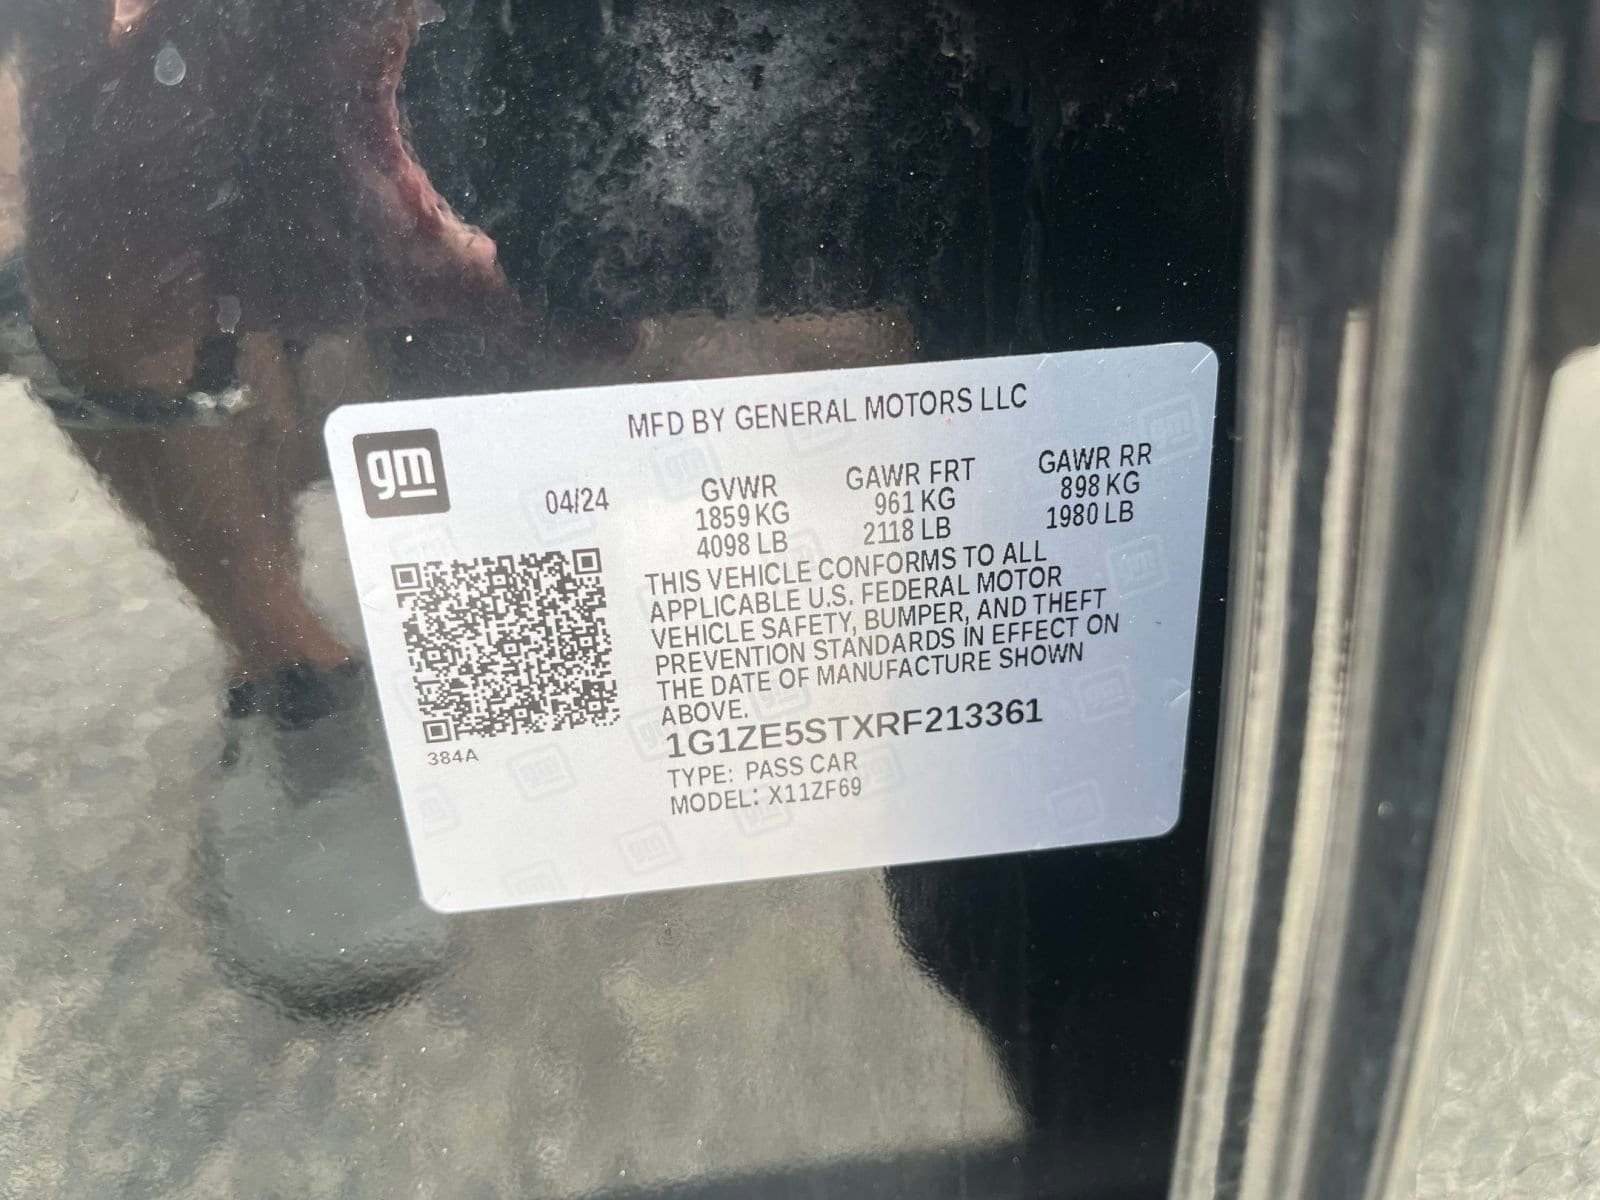 MFD BY GENERAL MOTORS LLC
gm
04/24
GVWR
1859 KG
4098 LB
GAWR FRT
961 KG
2118 LB
GAWR RR
898 KG
1980 LB
THIS VEHICLE CONFORMS TO ALL
APPLICABLE U.S. FEDERAL MOTOR
VEHICLE SAFETY, BUMPER, AND THEFT
PREVENTION STANDARDS IN EFFECT ON
THE DATE OF MANUFACTURE SHOWN
ABOVE.
1G1ZE5STXRF213361
384A
TYPE: PASS CAR
MODEL: X11ZF69